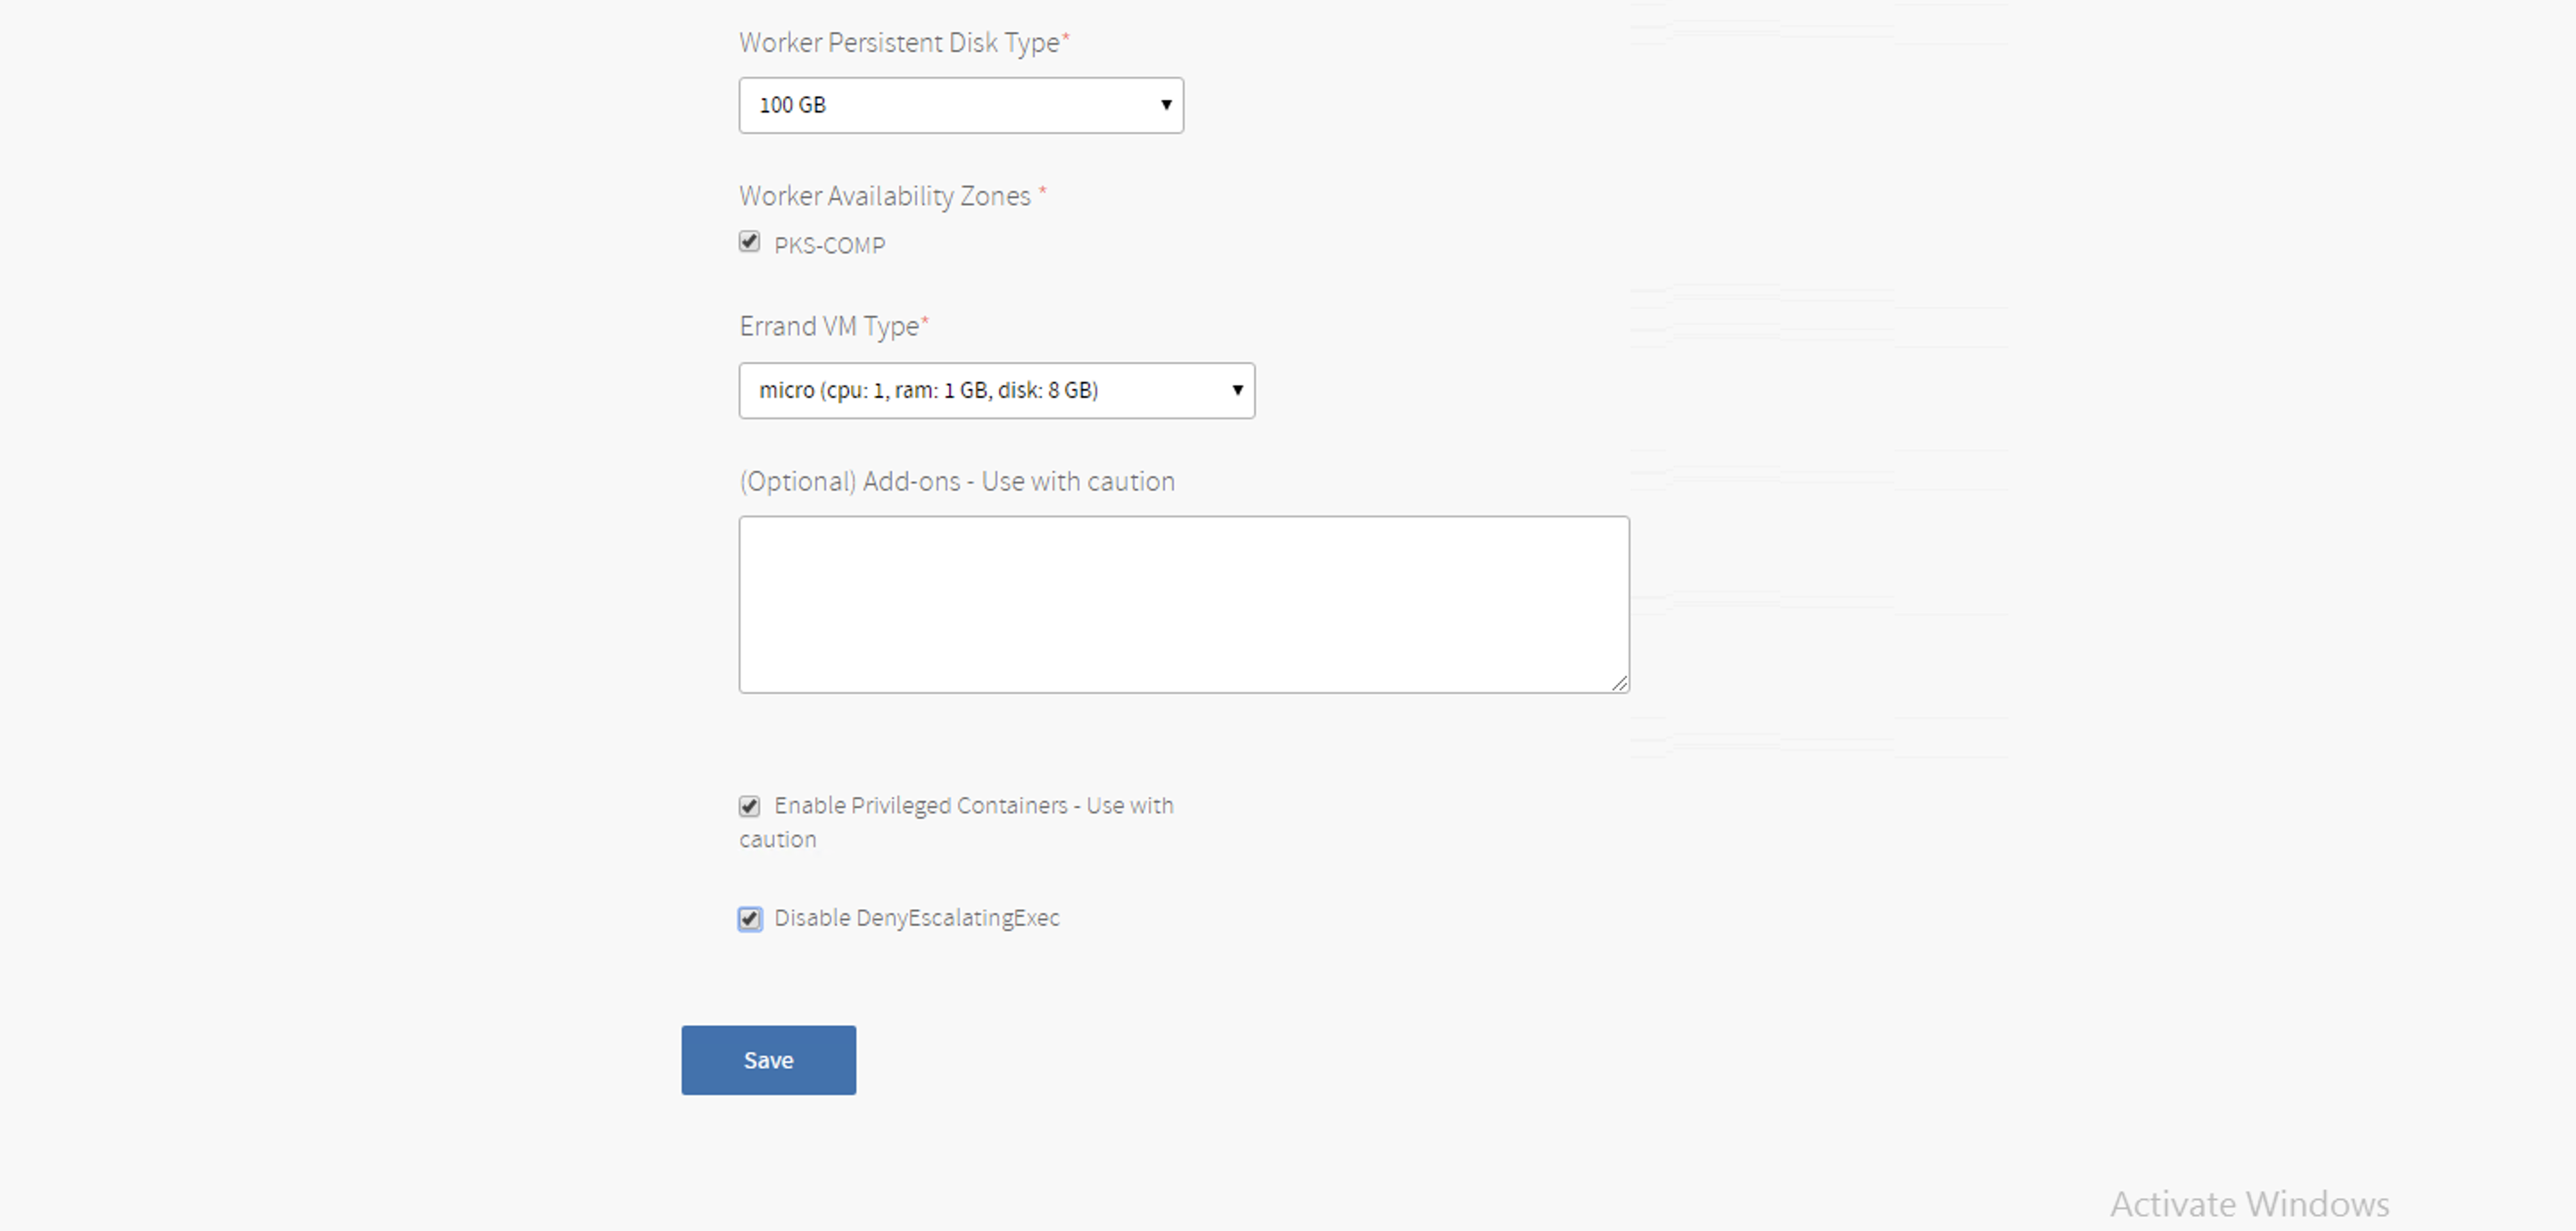 Worker Persistent Disk Type*
100 GB
Worker Availability Zones *
PKS-COMP
Errand VM Type*
micro (cpu: 1, ram: 1 GB, disk: 8 GB)
(Optional) Add-ons - Use with caution
Enable Privileged Containers - Use with
caution
Disable DenyEscalatingExec
Save
Activate Windows